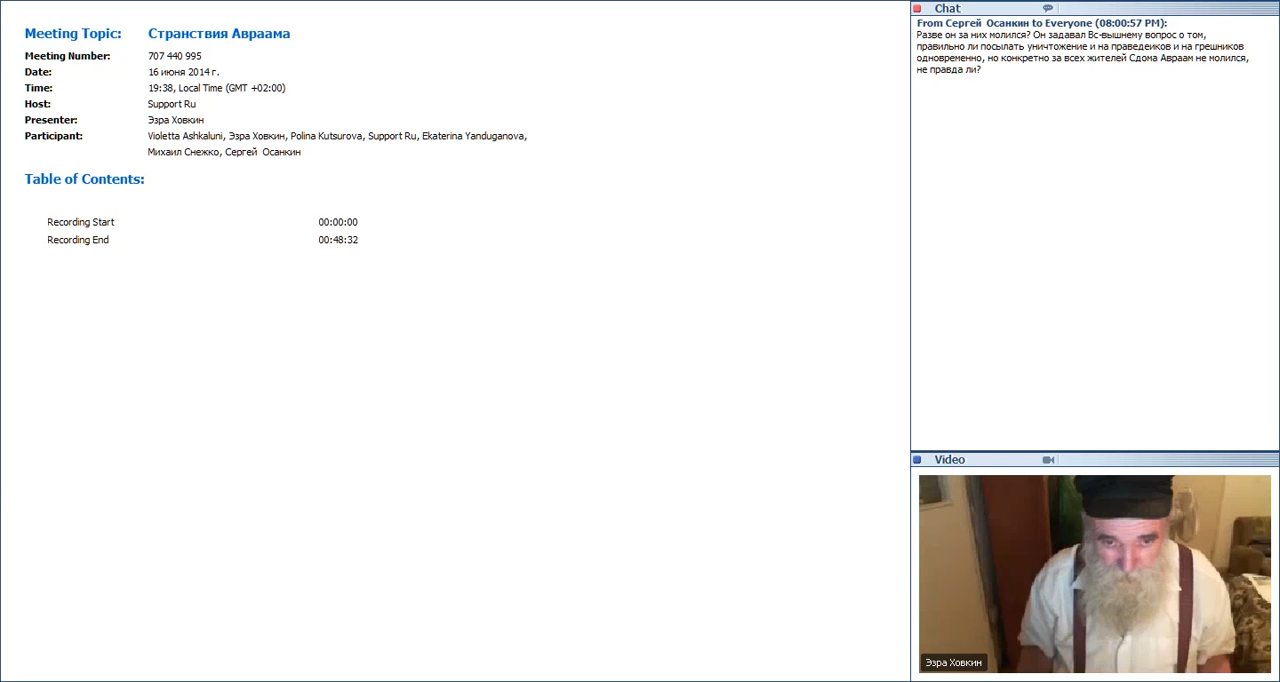 Meeting Topic: Странствия Авраама
Meeting Number: 707 440 995
Date: 16 июня 2014 г.
Time: 19:38, Local Time (GMT +02:00)
Host: Support Ru
Presenter: Эзра Ховкин
Participant: Violetta Ashkaluni, Эзра Ховкин, Polina Kutsurova, Support Ru, Ekaterina Yanduganova,
Михаил Снежко, Сергей Осанкин
Table of Contents:
Recording Start 00:00:00
Recording End 00:48:32
Chat
From Сергей Осанкин to Everyone (08:00:57 PM):
Разве он за них молился? Он задавал Вс-вышнему вопрос о том,
правильно ли посылать уничтожение и на праведеиков и на грешников
одновременно, но конкретно за всех жителей Сдома Авраам не молился,
не правда ли?
Video
Эзра Ховкин